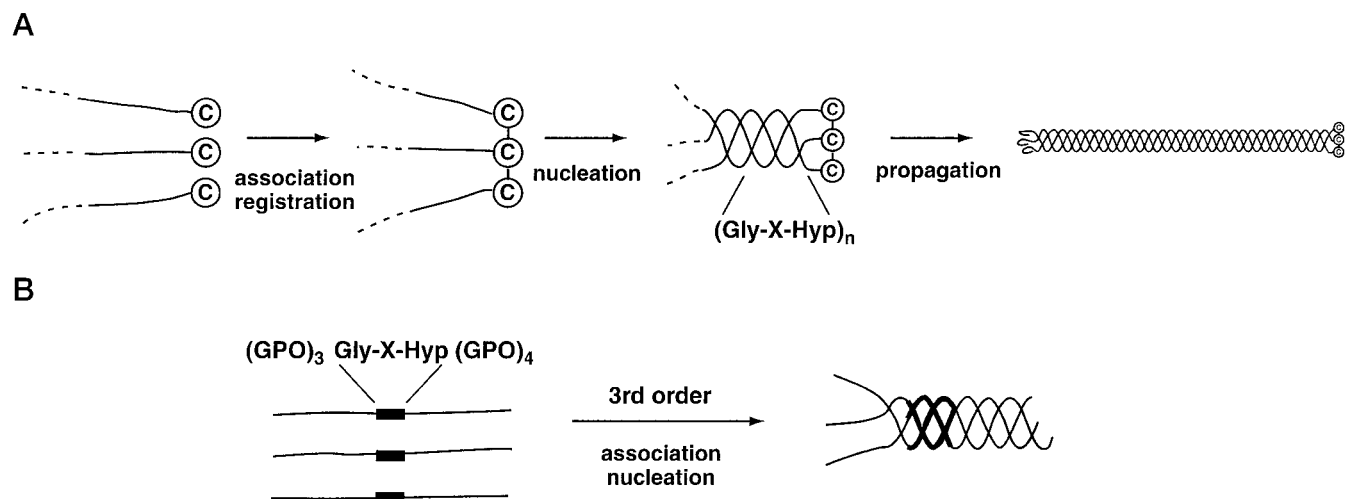 A
C
C
C
association
registration
C
C
C
nucleation
C
C
C
(Gly-X-Hyp)n
propagation
C
C
C
B
(GPO)3 Gly-X-Hyp (GPO)4
3rd order
association
nucleation